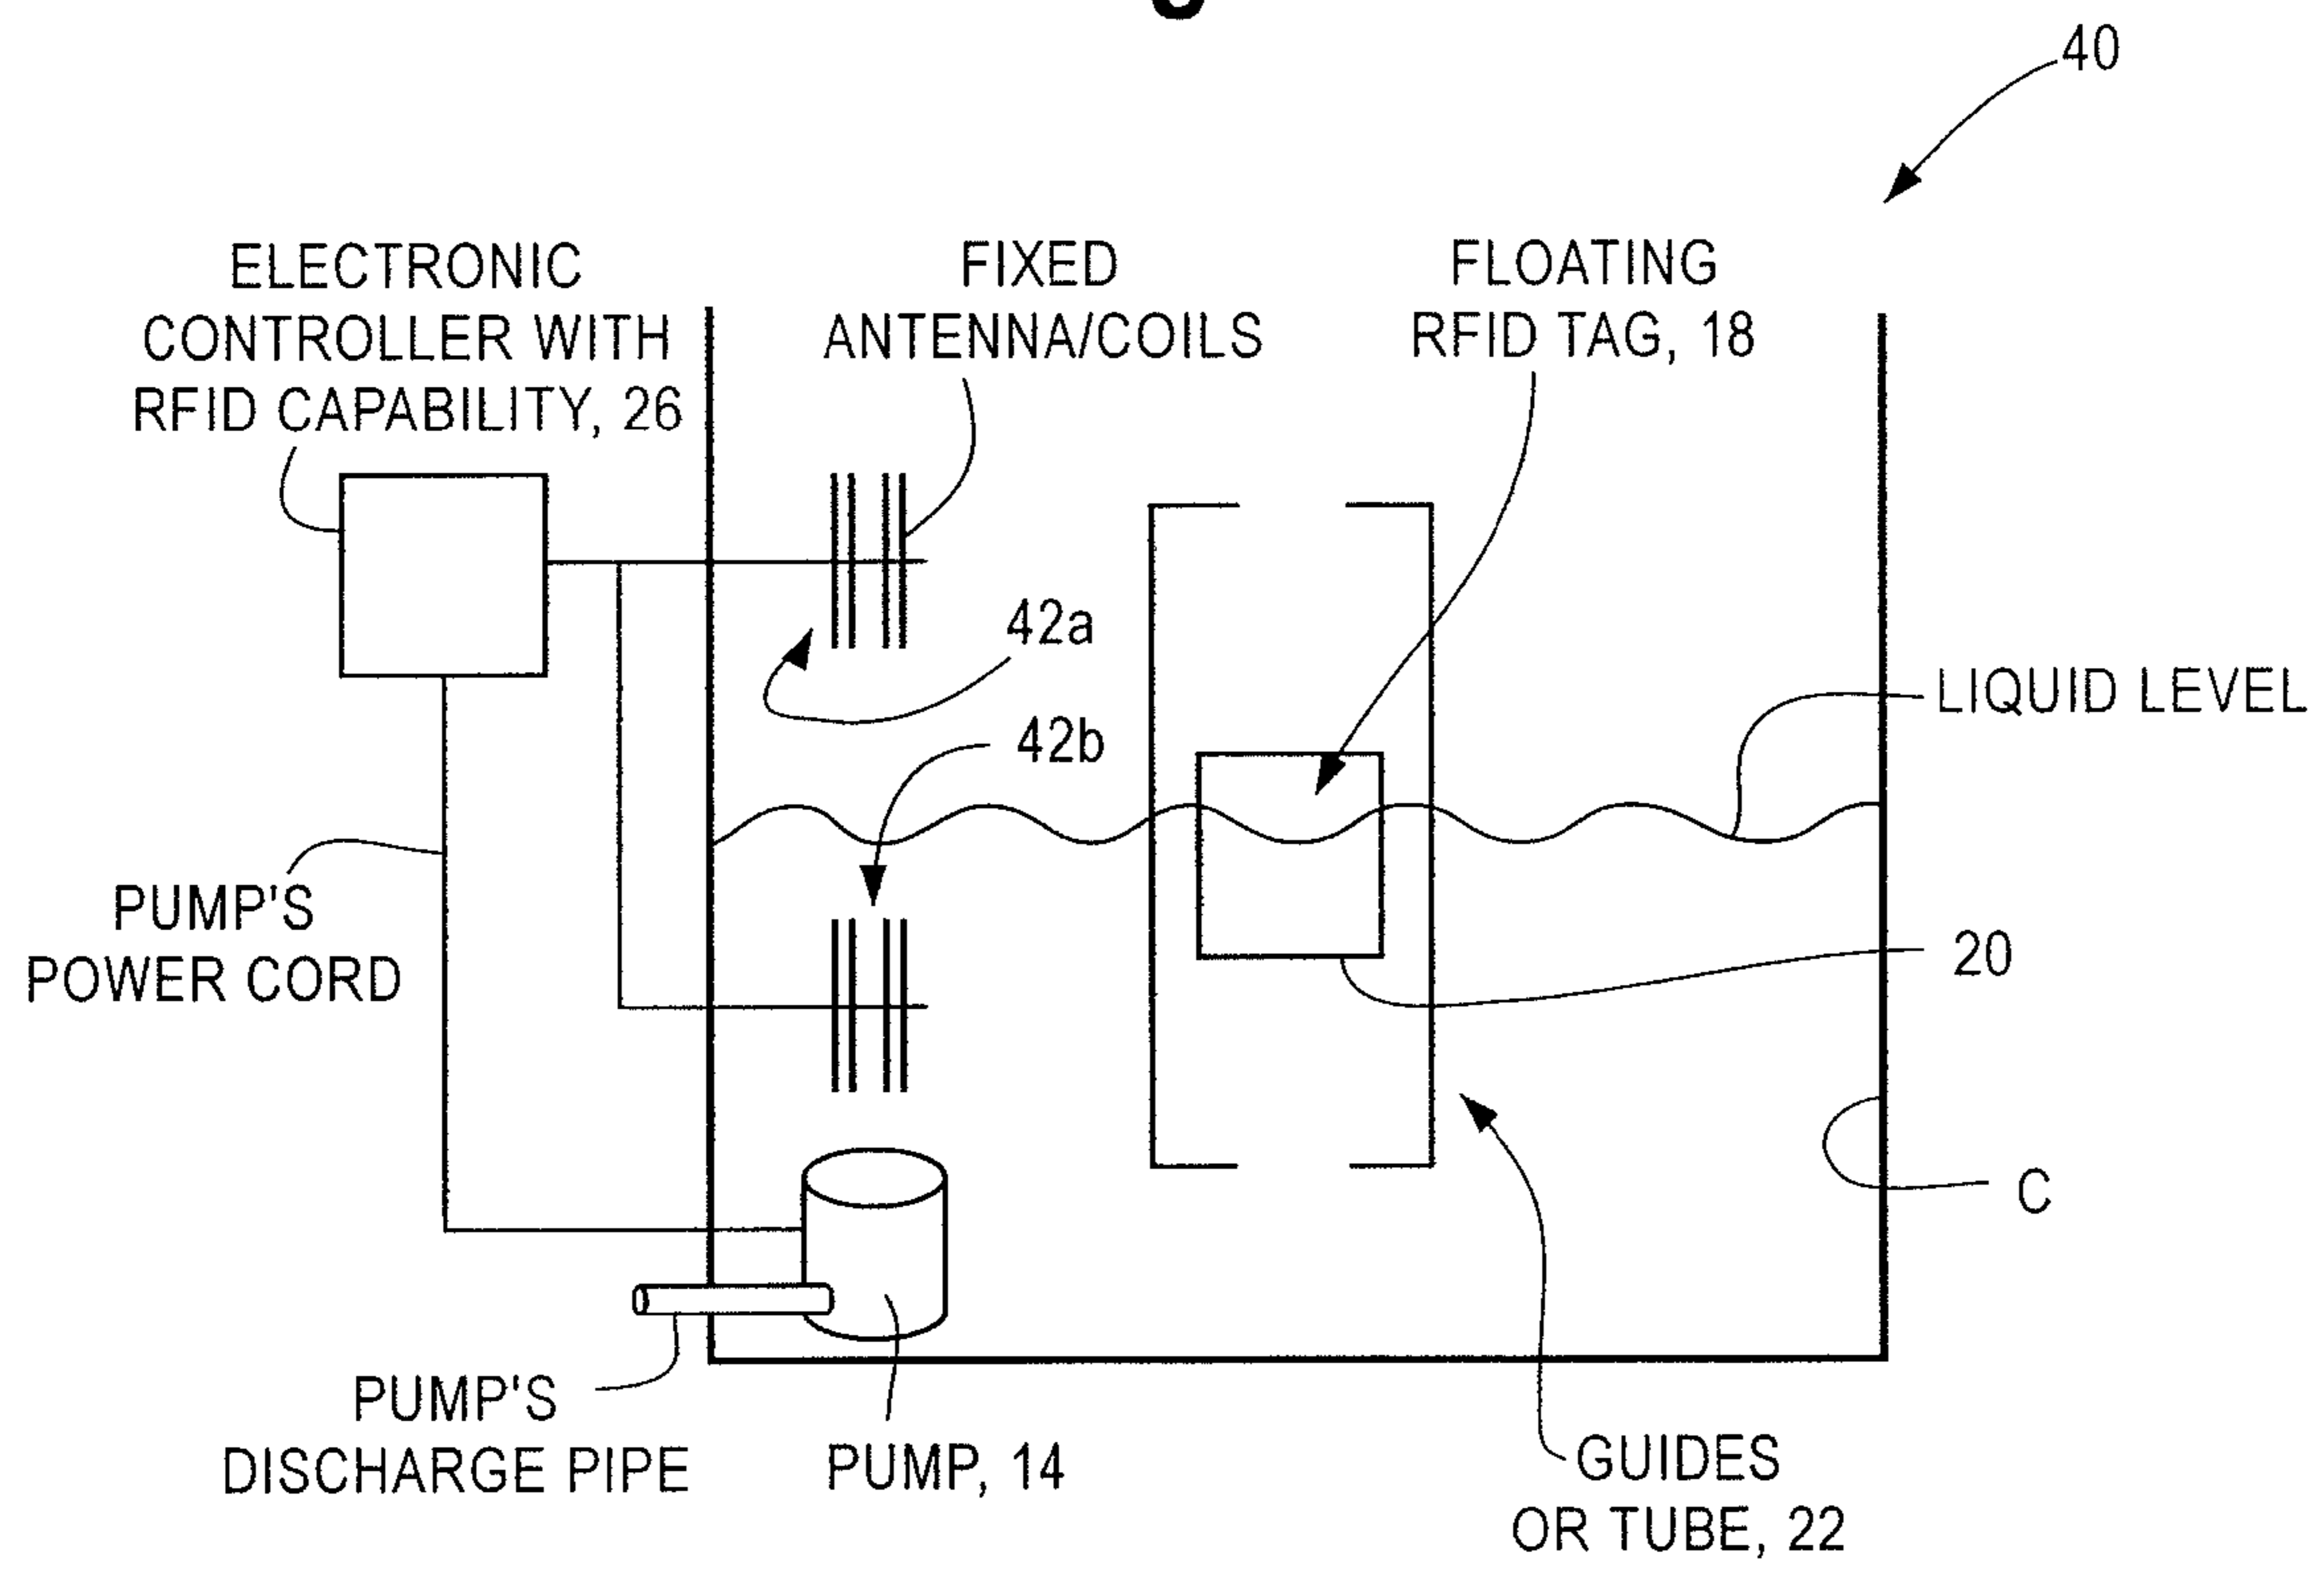 40
ELECTRONIC
CONTROLLER WITH
RFID CAPABILITY, 26
FIXED
ANTENNA/COILS
FLOATING
RFID TAG, 18
42a
42b
LIQUID LEVEL
PUMP'S
POWER CORD
20
C
PUMP'S
DISCHARGE PIPE
PUMP, 14
GUIDES
OR TUBE, 22